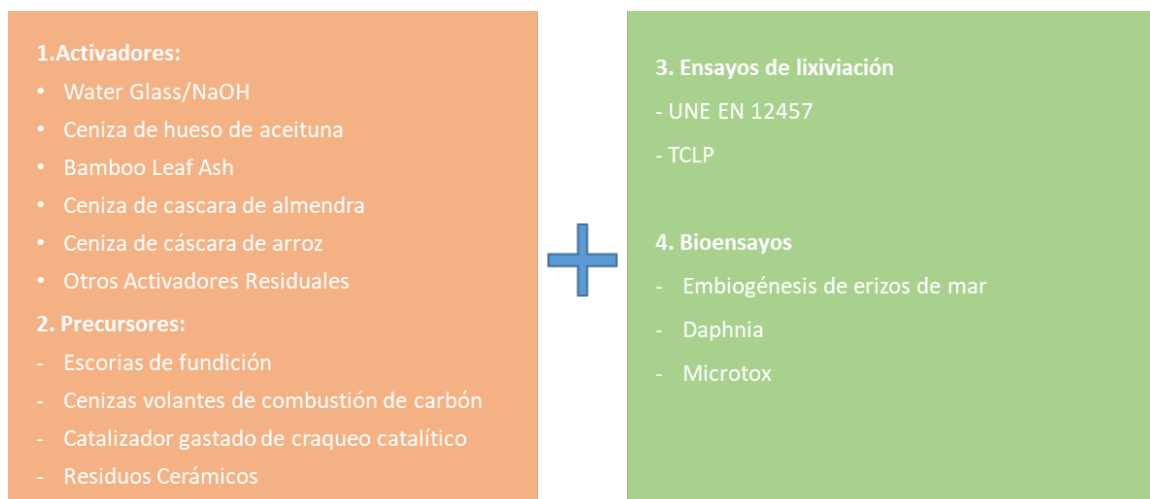 1.Activadores:
• Water Glass/NaOH
• Ceniza de hueso de aceituna
• Bamboo Leaf Ash
• Ceniza de cascara de almendra
• Ceniza de cáscara de arroz
• Otros Activadores Residuales
2. Precursores:
- Escorias de fundición
- Cenizas volantes de combustión de carbón
- Catalizador gastado de craqueo catalítico
- Residuos Cerámicos
3. Ensayos de lixiviación
- UNE EN 12457
- TCLP
4. Bioensayos
- Embiogénesis de erizos de mar
- Daphnia
- Microtox